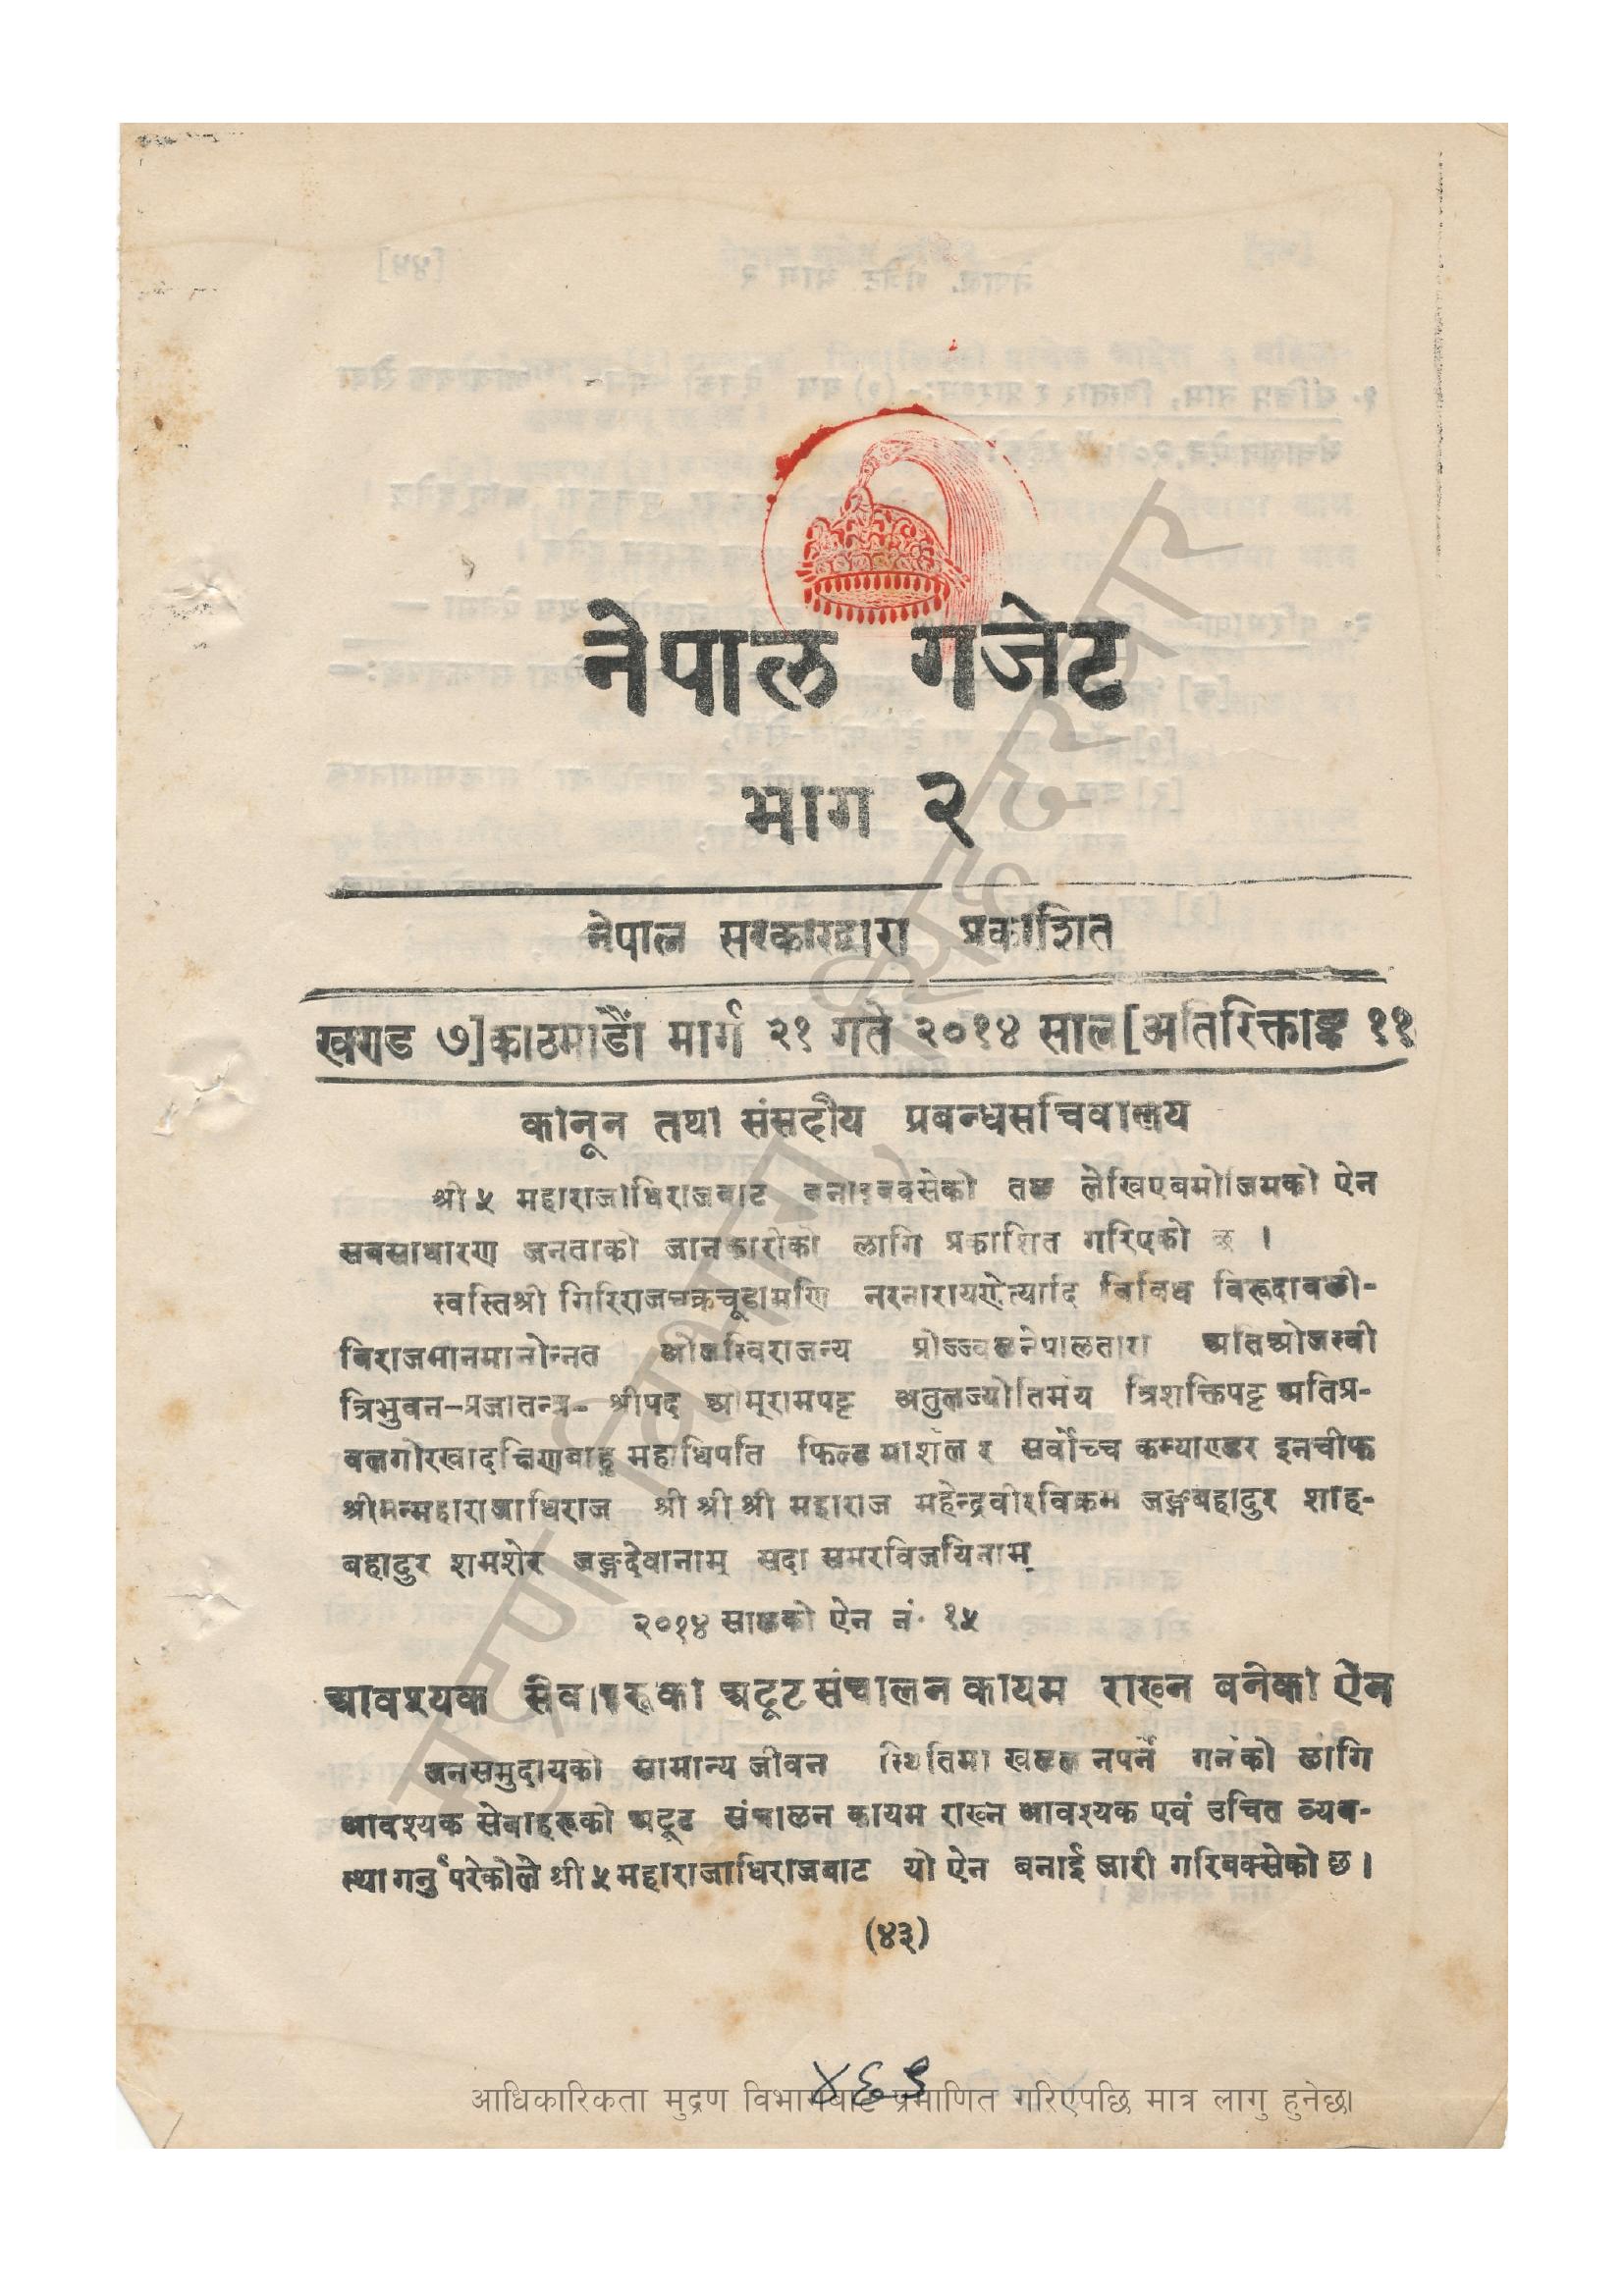 नेपाल गजेट
भाग २
नेपाल सरकारद्वारा प्रकाशित
खण्ड ७] काठमाडौं मार्ग २१ गते २०१४ साल [अतिरिक्ताङ्क ११
कानून तथा संसदीय प्रबन्धसचिवालय
श्री ५ महाराजाधिराजबाट बनाइबक्सेको तल लेखिएबमोजिमको ऐन
सवसाधारण जनताको जानकारीको लागि प्रकाशित गरिएको छ ।
स्वस्तिश्री गिरिराजचक्रचूडामणि नरनारायणेत्यादि विविध विरूदावली-
बिराजमानमानोन्नत ओजस्विराजन्य प्रोज्ज्वलनेपालतारा अतिओजस्वी
त्रिभुवन-प्रजातन्त्र- श्रीपद ओम्‌रामपट्ट अतुलज्योतिर्मय त्रिशक्तिपट्ट अतिप्र-
बलगोरखादक्षिणबाहु महाधिपति फिल्ड मार्शल र सर्वोच्च कम्याण्डर इनचीफ
श्रीमन्महाराजाधिराज श्री श्री श्री महाराज महेन्द्रवीरविक्रम जङ्गबहादुर शाह-
बहादुर शमशेर जङ्गदेवानाम् सदा समरविजयिनाम्
२०१४ सालको ऐन नं. १५
आवश्यक सेवाहरूको अटूट संचालन कायम राख्न बनेको ऐन
जनसमुदायको सामान्य जीवन स्थितिमा खलल नपर्ने गर्नको लागि
आवश्यक सेबाहरूको अटूट संचालन कायम राख्न आवश्यक एवं उचित व्यव-
स्था गर्नु परेकोले श्री ५ महाराजाधिराजबाट यो ऐन बनाई जारी गरिबक्सेको छ ।
(४३)
४६९
आधिकारिकता मुद्रण विभागबाट प्रमाणित गरिएपछि मात्र लागु हुनेछ।